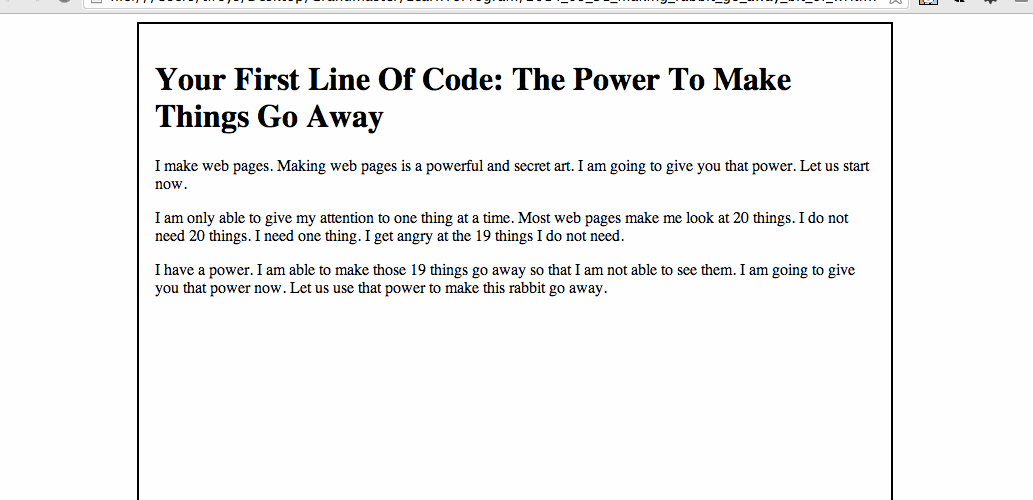 Your First Line Of Code: The Power To Make
Things Go Away
I make web pages. Making web pages is a powerful and secret art. I am going to give you that power. Let us start
now.
I am only able to give my attention to one thing at a time. Most web pages make me look at 20 things. I do not
need 20 things. I need one thing. I get angry at the 19 things I do not need.
I have a power. I am able to make those 19 things go away so that I am not able to see them. I am going to give
you that power now. Let us use that power to make this rabbit go away.